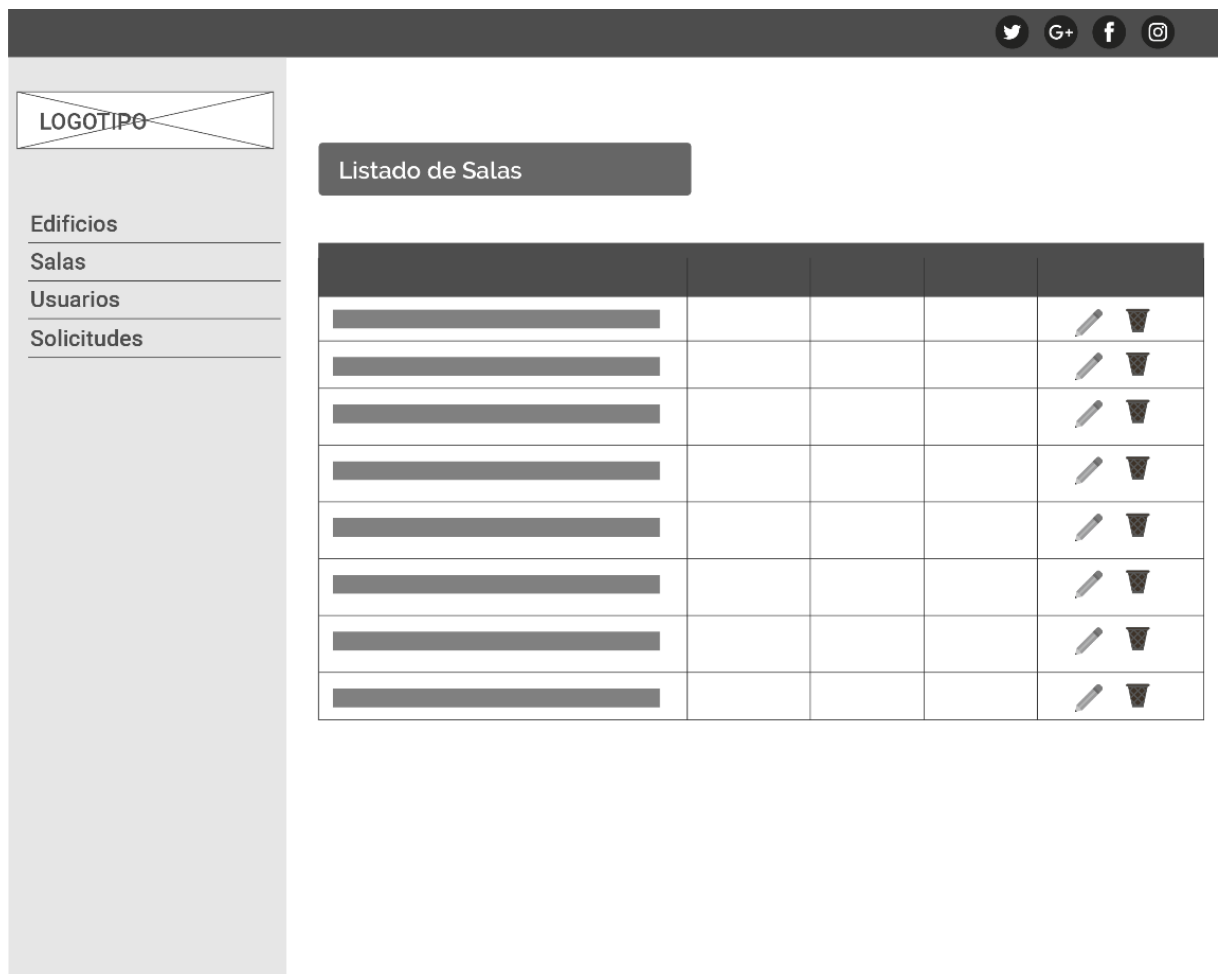 G+
LOGOTIPO
Listado de Salas
Edificios
Salas
Usuarios
Solicitudes